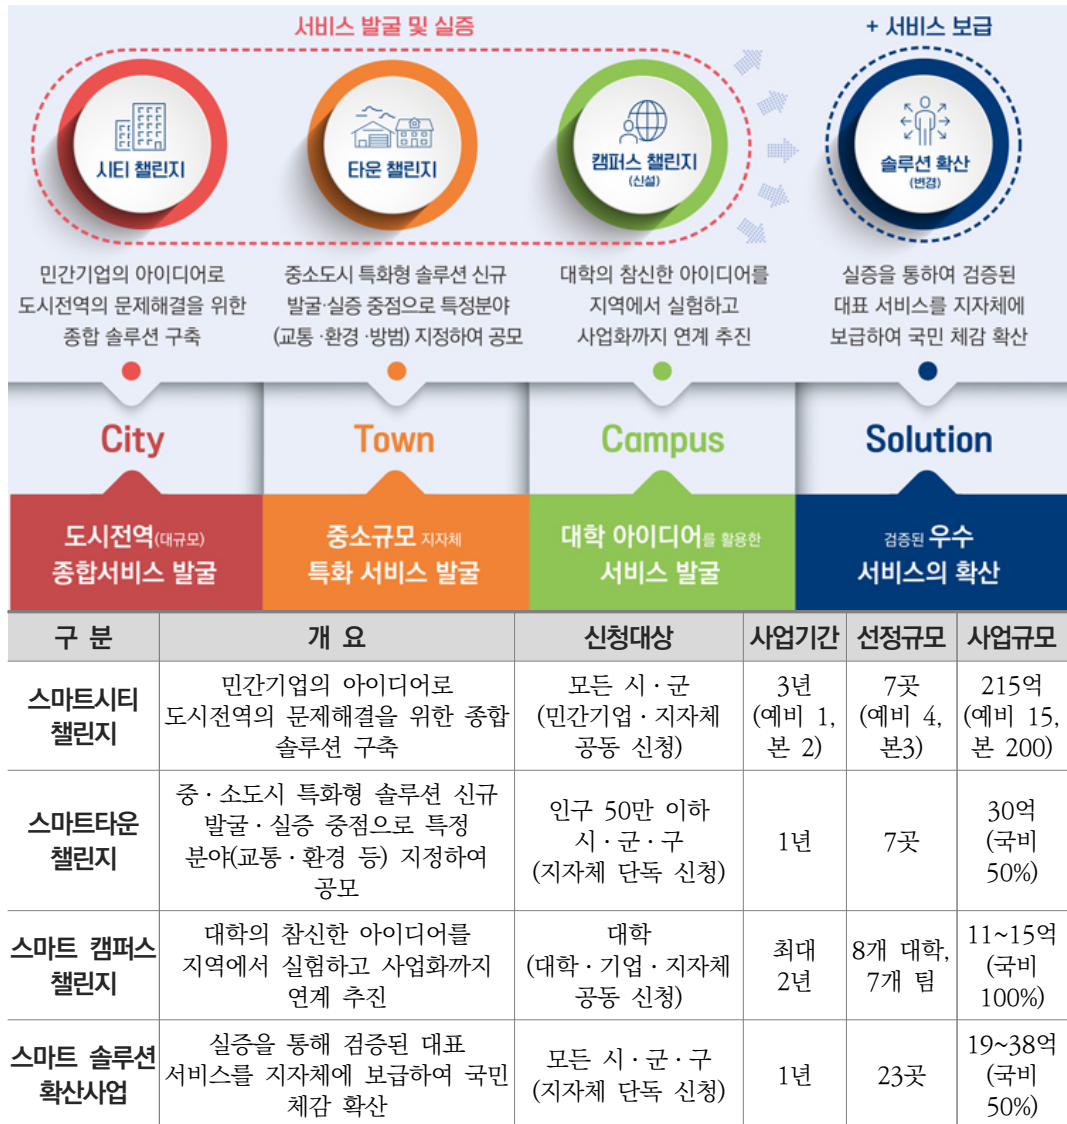 서비스 발굴 및 실증
+ 서비스 보급
시티 챌린지
타운 챌린지
캠퍼스 챌린지
(신설)
솔루션 확산
(변경)
민간기업의 아이디어로
도시전역의 문제해결을 위한
종합 솔루션 구축
중소도시 특화형 솔루션 신규
발굴·실증 중점으로 특정분야
(교통 ·환경 ·방범) 지정하여 공모
대학의 참신한 아이디어를
지역에서 실험하고
사업화까지 연계 추진
실증을 통하여 검증된
대표 서비스를 지자체에
보급하여 국민 체감 확산
City
Town
Campus
Solution
도시전역(대규모)
종합서비스 발굴
중소규모 지자체
특화 서비스 발굴
대학 아이디어를 활용한
서비스 발굴
검증된 우수
서비스의 확산
구 분
개 요
신청대상
사업기간
선정규모
사업규모
스마트시티
챌린지
민간기업의 아이디어로
도시전역의 문제해결을 위한 종합
솔루션 구축
모든 시·군
(민간기업·지자체
공동 신청)
3년
(예비 1,
본 2)
7곳
(예비 4,
본3)
215억
(예비 15,
본 200)
스마트타운
챌린지
중·소도시 특화형 솔루션 신규
발굴·실증 중점으로 특정
분야(교통·환경 등) 지정하여
공모
인구 50만 이하
시·군·구
(지자체 단독 신청)
1년
7곳
30억
(국비
50%)
스마트 캠퍼스
챌린지
대학의 참신한 아이디어를
지역에서 실험하고 사업화까지
연계 추진
대학
(대학·기업·지자체
공동 신청)
최대
2년
8개 대학,
7개 팀
11~15억
(국비
100%)
스마트 솔루션
확산사업
실증을 통해 검증된 대표
서비스를 지자체에 보급하여 국민
체감 확산
모든 시·군·구
(지자체 단독 신청)
1년
23곳
19~38억
(국비
50%)